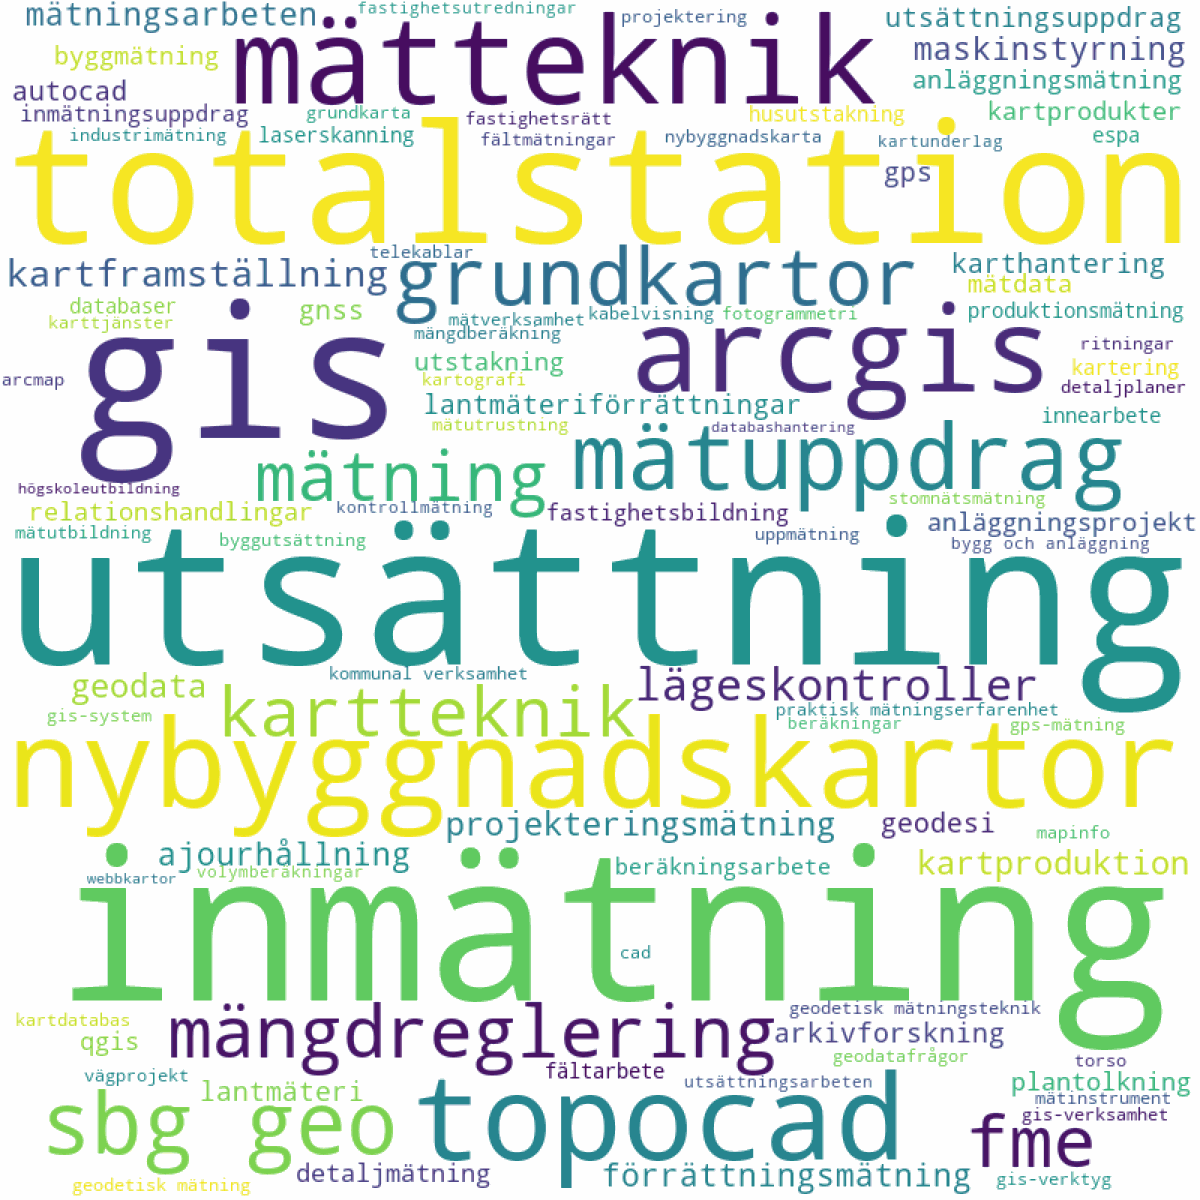 mätningsarbeten
fastighetsutredningar
projektering
utsättningsuppdrag
mätteknik
byggmätning
maskinstyrning
autocad
anläggningsmätning
inmätningsuppdrag
grundkarta
fastighetsrätt
husutstakning
kartprodukter
industrimätning
laserskanning
fältmätningar
nybyggnadskarta
kartunderlag
espa
totalstation
gps
telekablar
kartframställning
grundkartor
karthantering
mätdata
databaser
gnss
mätverksamhet
kabelvisning
fotogrammetri
produktionsmätning
karttjänster
mängdberäkning
gis
arcgis
ritningar
utstakning
arcmap
kartografi
kartering
detaljplaner
lantmäteriförrättningar
innearbete
mätutrustning
databashantering
mätning
mätuppdrag
högskoleutbildning
stomnätsmätning
relationshandlingar
kontrollmätning
fastighetsbildning
anläggningsprojekt
mätutbildning
byggutsättning
uppmätning
bygg och anläggning
utsättning
kommunal verksamhet
geodata
lägeskontroller
gis-system
kartteknik
praktisk mätningserfarenhet
beräkningar
gps-mätning
nybyggnadskartor
projekteringsmätning
geodesi
mapinfo
ajourhållning
webbkartor
volymberäkningar
beräkningsarbete
kartproduktion
inmätning
cad
kartdatabas
mängdreglering
geodetisk mätningsteknik
arkivforskning
qgis
geodatafrågor
torso
vägprojekt
fältarbete
utsättningsarbeten
plantolkning
lantmäteri
mätinstrument
sbg geo
topocad
gis-verksamhet
fme
detaljmätning
förrättningsmätning
geodetisk mätning
gis-verktyg